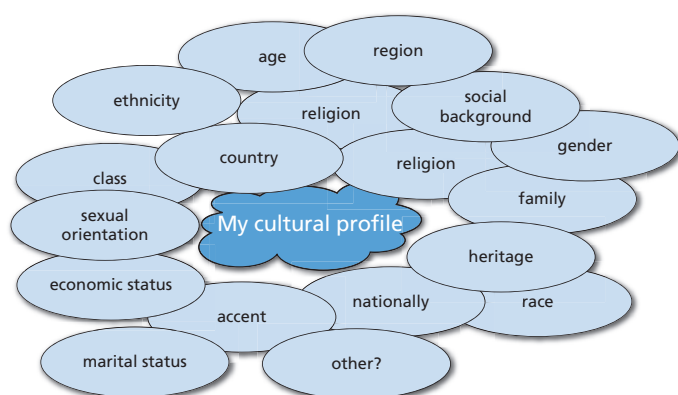 age
region
ethnicity
religion
social
background
gender
country
religion
class
family
sexual
orientation
My cultural profile
heritage
economic status
nationally
race
accent
marital status
other?